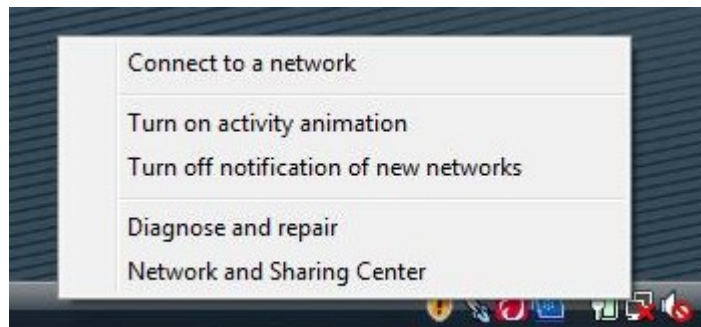 Connect to a network
Turn on activity animation
Turn off notification of new networks
Diagnose and repair
Network and Sharing Center